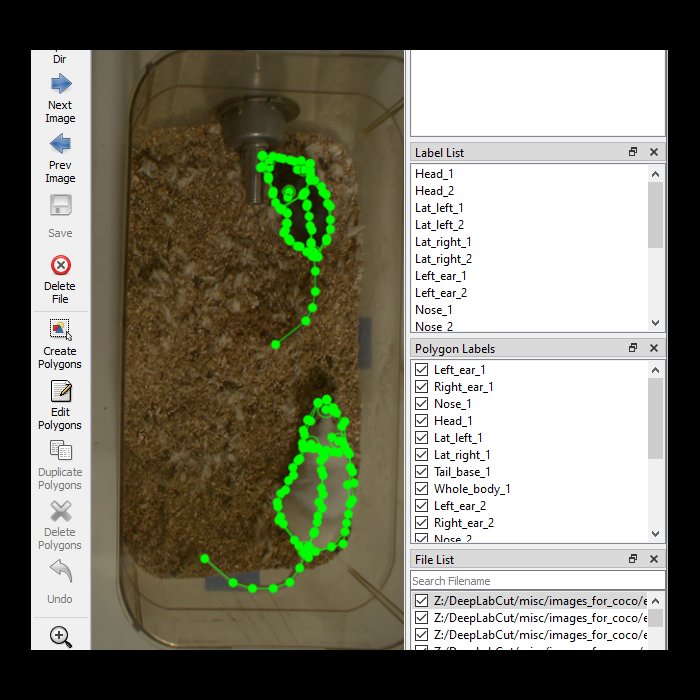 Dir
Next
Image
Prev
Image
Save
Delete
File
Create
Polygons
Edit
Polygons
Duplicate
Polygons
Delete
Polygons
Undo
Label List
Head_1
Head_2
Lat_left_1
Lat_left_2
Lat_right_1
Lat_right_2
Left_ear_1
Left_ear_2
Nose_1
Nose_2
Polygon Labels
Left_ear_1
Right_ear_1
Nose_1
Head_1
Lat_left_1
Lat_right_1
Tail_base_1
Whole_body_1
Left_ear_2
Right_ear_2
Nose_2
File List
Search Filename
Z:/DeepLabCut/misc/images_for_coco/e
Z:/DeepLabCut/misc/images_for_coco/e
Z:/DeepLabCut/misc/images_for_coco/e